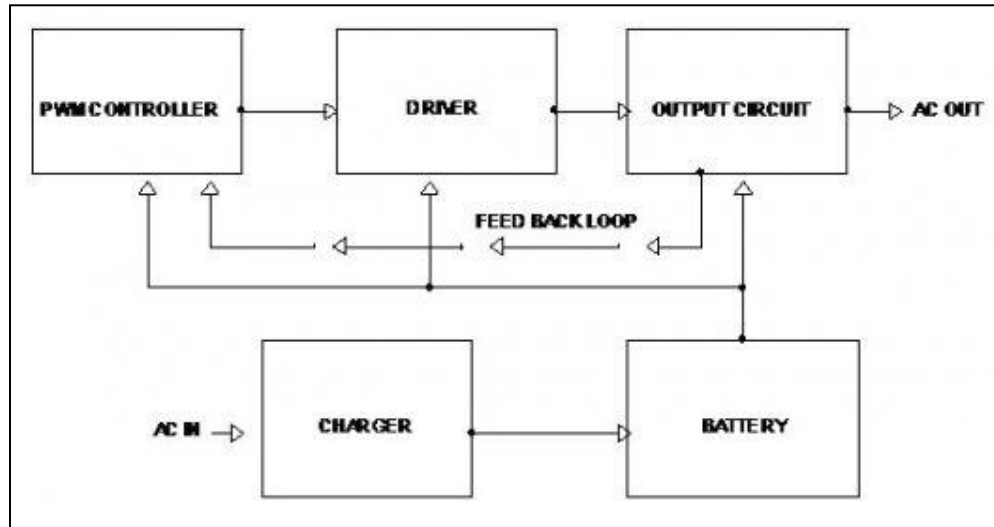 PWM CONTROLLER
DRIVER
OUTPUT CIRCUIT
AC OUT
FEED BACK LOOP
AC IN
CHARGER
BATTERY